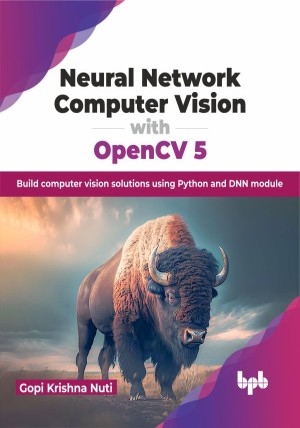 Neural Network
Computer Vision
with
OpenCV 5
Build computer vision solutions using Python and DNN module
Gopi Krishna Nuti
bpb